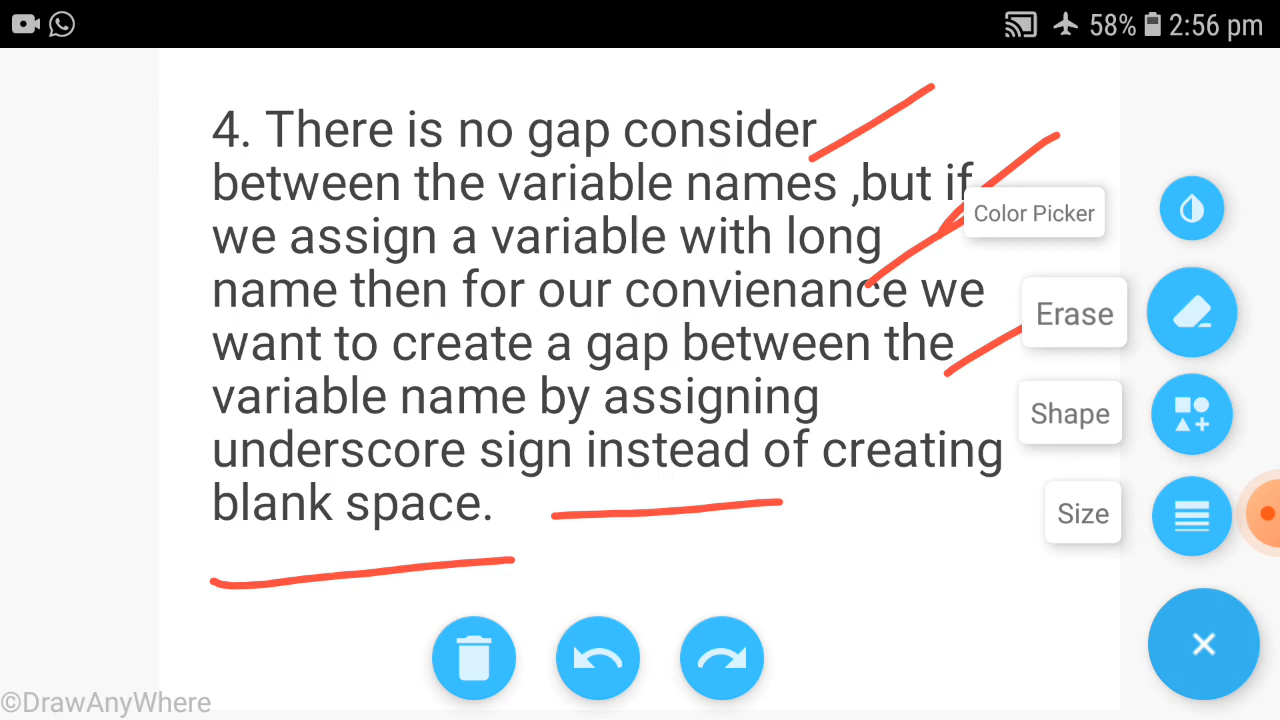 58% 2:56 pm
4. There is no gap consider
between the variable names ,but if
we assign a variable with long
name then for our convienance we
want to create a gap between the
variable name by assigning
underscore sign instead of creating
blank space.
Color Picker
Erase
Shape
Size
©DrawAnyWhere